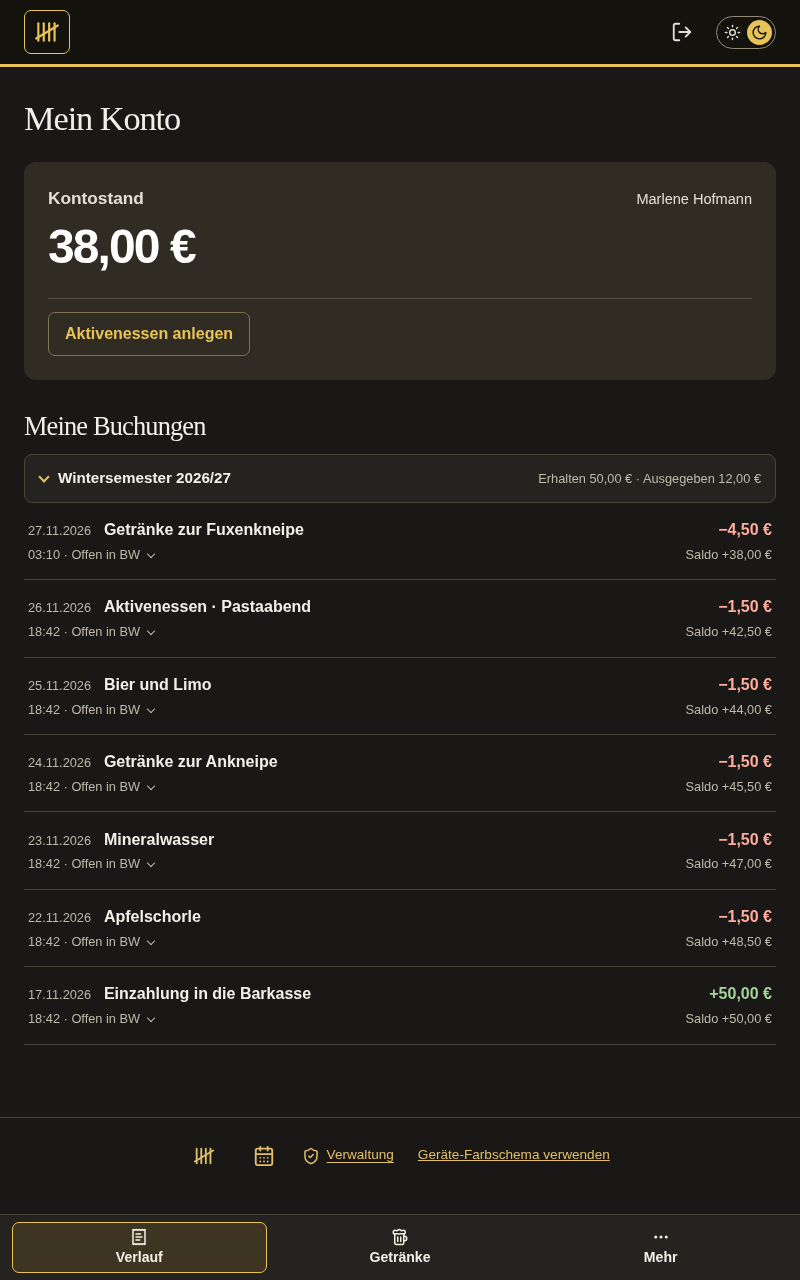 Mein Konto
Kontostand
Marlene Hofmann
38,00 €
Aktivenessen anlegen
Meine Buchungen
Wintersemester 2026/27
Erhalten 50,00 € · Ausgegeben 12,00 €
27.11.2026 Getränke zur Fuxenkneipe −4,50 €
03:10 · Offen in BW Saldo +38,00 €
26.11.2026 Aktivenessen · Pastaabend −1,50 €
18:42 · Offen in BW Saldo +42,50 €
25.11.2026 Bier und Limo −1,50 €
18:42 · Offen in BW Saldo +44,00 €
24.11.2026 Getränke zur Ankneipe −1,50 €
18:42 · Offen in BW Saldo +45,50 €
23.11.2026 Mineralwasser −1,50 €
18:42 · Offen in BW Saldo +47,00 €
22.11.2026 Apfelschorle −1,50 €
18:42 · Offen in BW Saldo +48,50 €
17.11.2026 Einzahlung in die Barkasse +50,00 €
18:42 · Offen in BW Saldo +50,00 €
Verwaltung Geräte-Farbschema verwenden
Verlauf Getränke Mehr